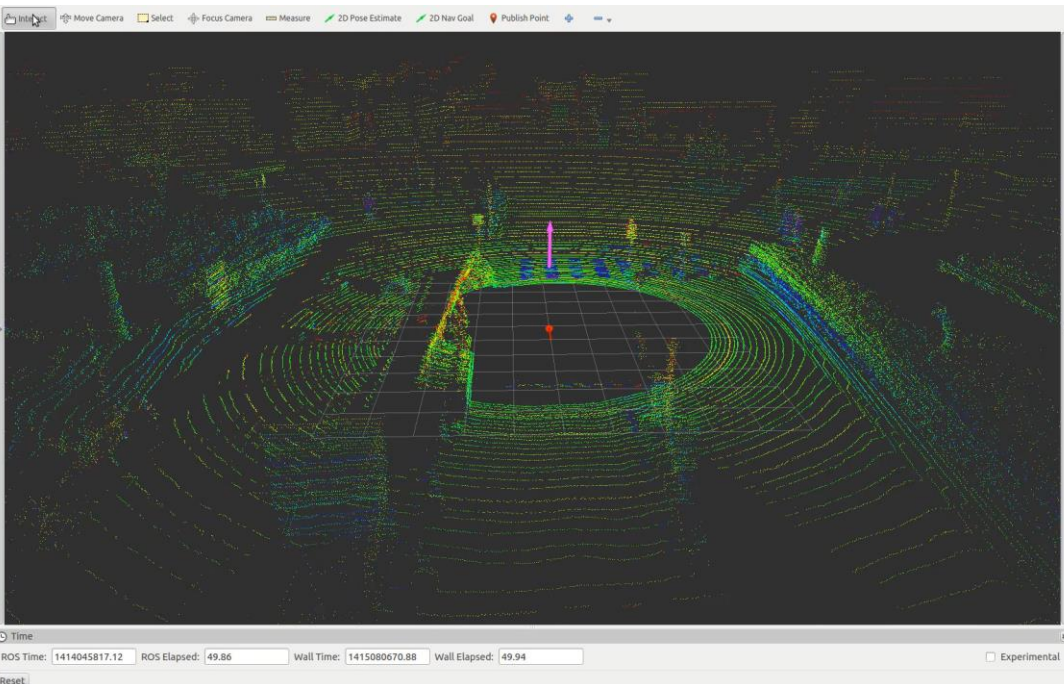 Interact Move Camera Select Focus Camera Measure 2D Pose Estimate 2D Nav Goal Publish Point
Time
ROS Time: 1414045817.12 ROS Elapsed: 49.86 Wall Time: 1415080670.88 Wall Elapsed: 49.94 Experimental
Reset